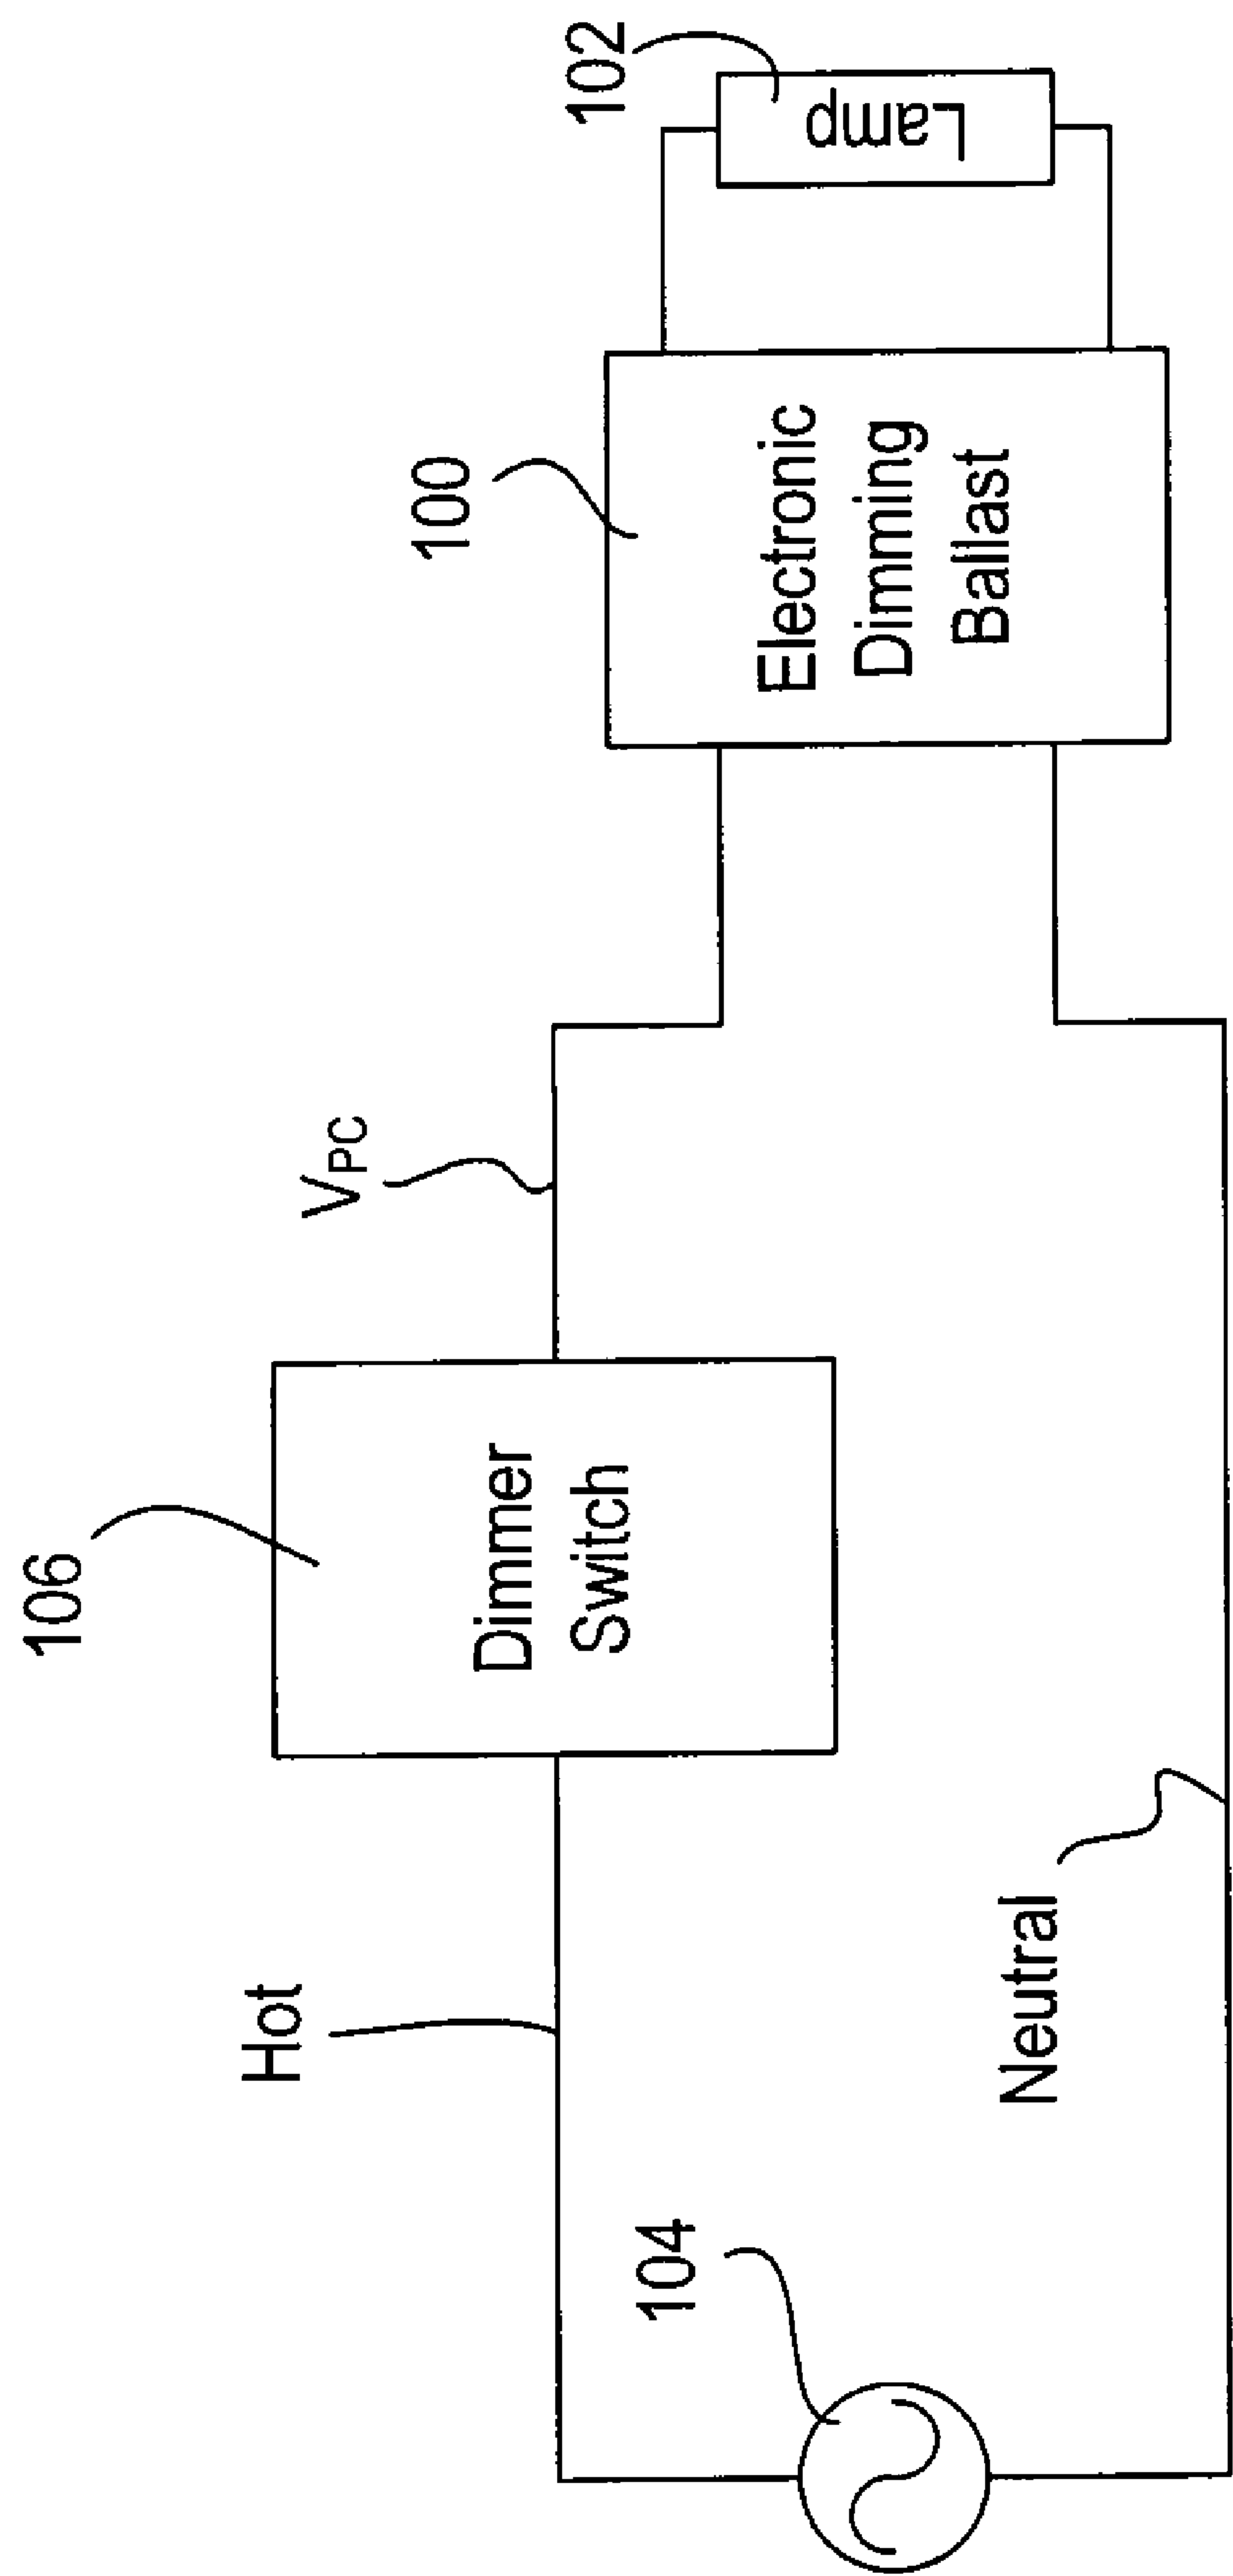 106
Hot
104
Dimmer
Switch
Neutral
VPC
100
Electronic
Dimming
Ballast
102
Lamp